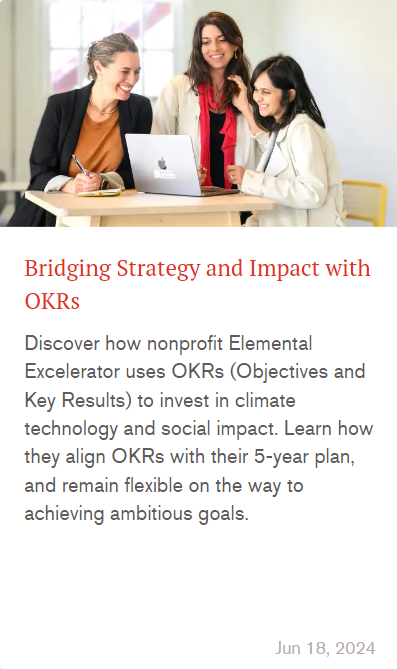 Bridging Strategy and Impact with
OKRs
Discover how nonprofit Elemental
Excelerator uses OKRs (Objectives and
Key Results) to invest in climate
technology and social impact. Learn how
they align OKRs with their 5-year plan,
and remain flexible on the way to
achieving ambitious goals.
Jun 18, 2024